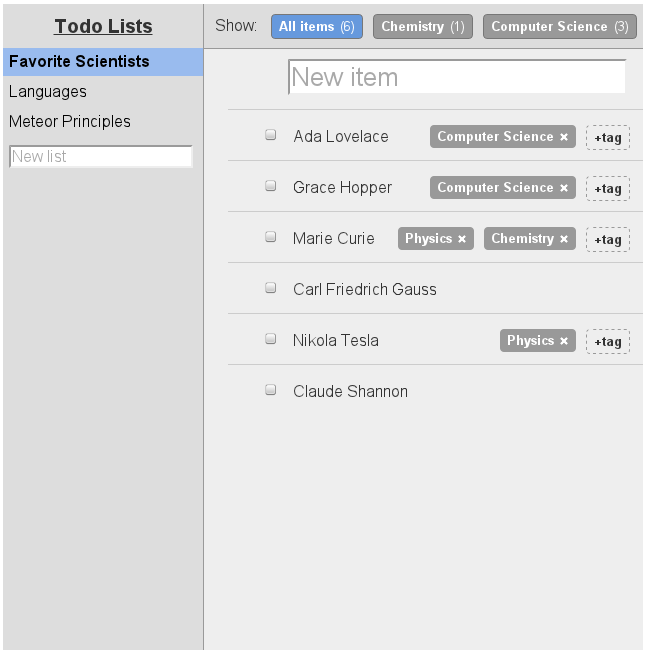 Todo Lists
Favorite Scientists
Languages
Meteor Principles
New list
Show: All items (6) Chemistry (1) Computer Science (3)
New item
Ada Lovelace Computer Science × +tag
Grace Hopper Computer Science × +tag
Marie Curie Physics × Chemistry × +tag
Carl Friedrich Gauss
Nikola Tesla Physics × +tag
Claude Shannon